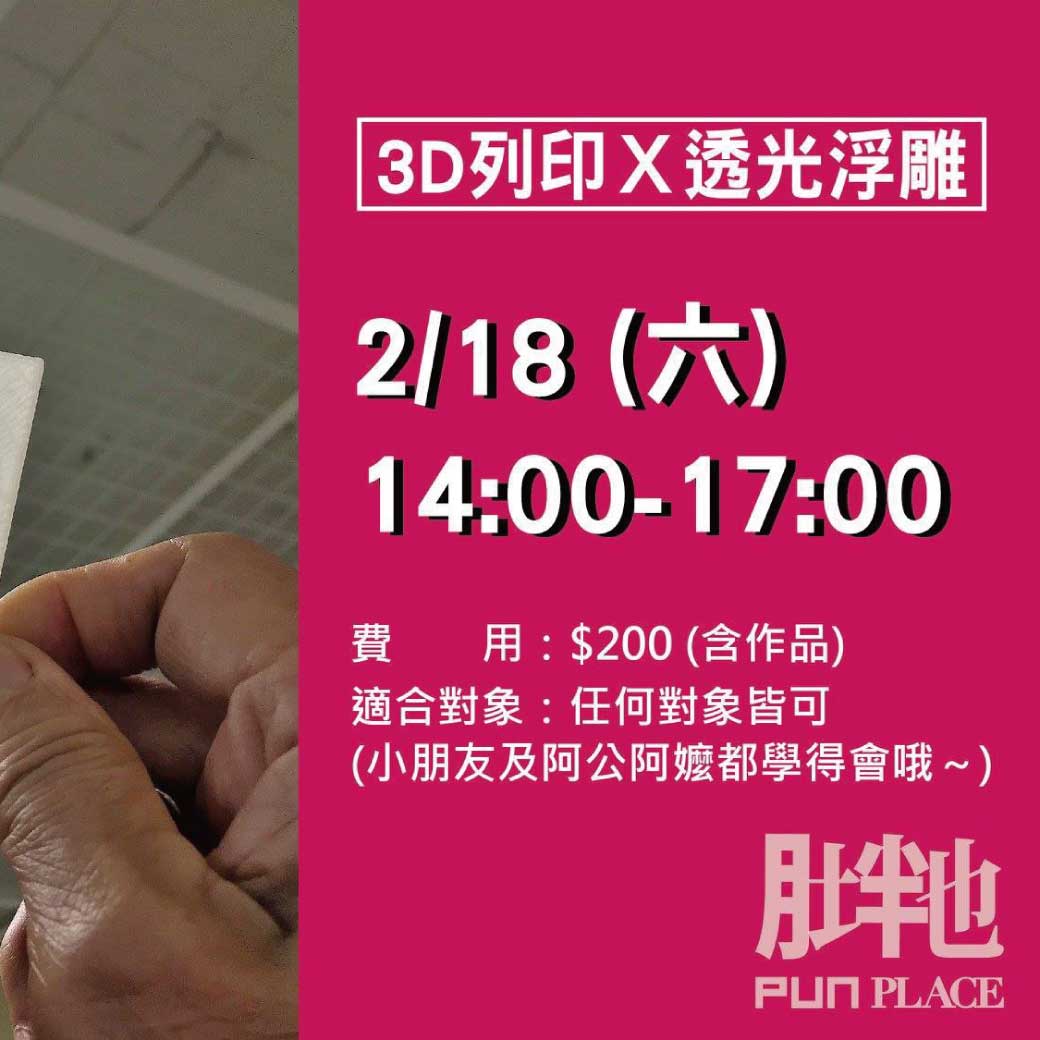 3D列印X透光浮雕
2/18 (六)
14:00-17:00
費　　用：$200 (含作品)
適合對象：任何對象皆可
(小朋友及阿公阿嬤都學得會哦～)
胖地
PUN PLACE